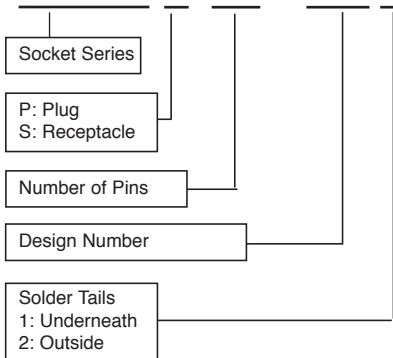 Socket Series
P: Plug
S: Receptacle
Number of Pins
Design Number
Solder Tails
1: Underneath
2: Outside